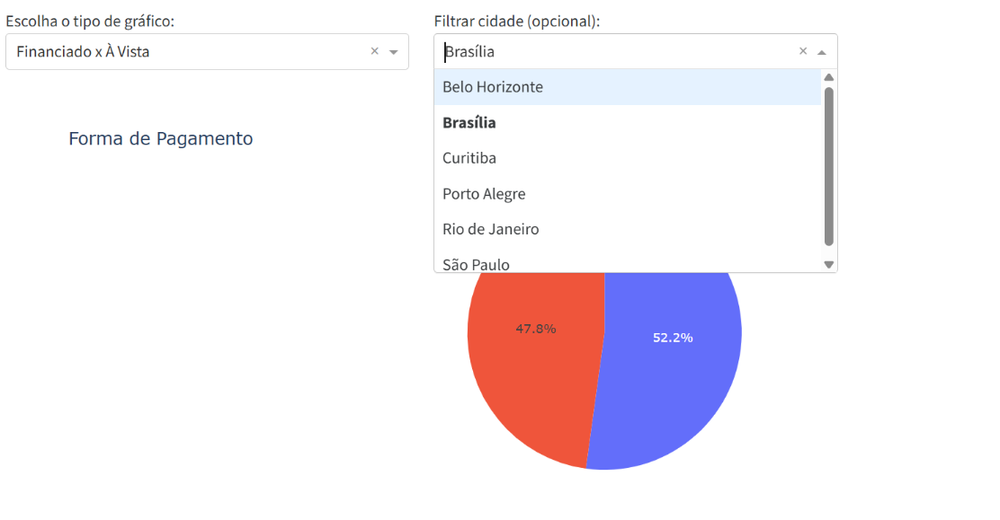 Escolha o tipo de gráfico:
Filtrar cidade (opcional):
Financiado x À Vista
Brasília
Belo Horizonte
Brasília
Curitiba
Porto Alegre
Rio de Janeiro
São Paulo
Forma de Pagamento
47.8%
52.2%